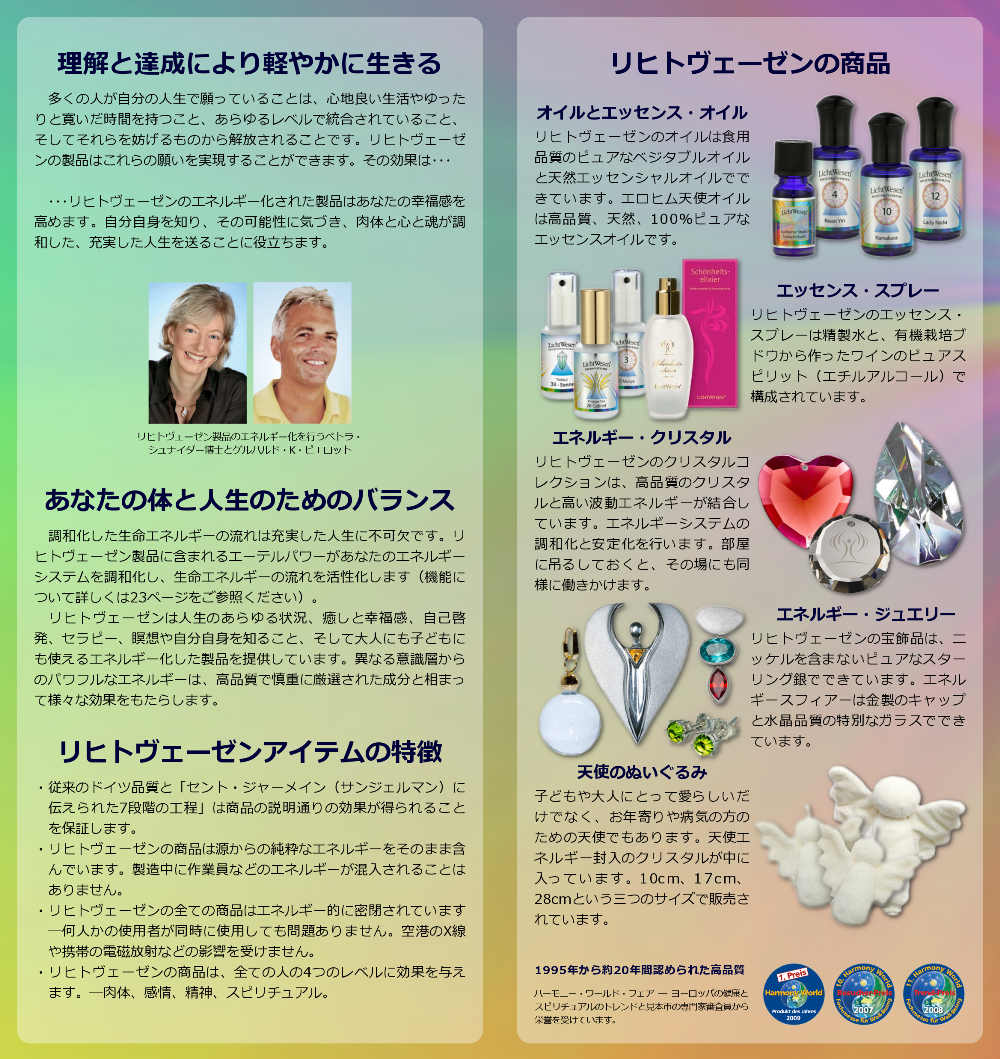 理解と達成により軽やかに生きる
多くの人が自分の人生で願っていることは、心地良い生活やゆった
りと寛いだ時間を持つこと、あらゆるレベルで統合されていること、
そしてそれらを妨げるものから解放されることです。リヒトヴェーゼ
ンの製品はこれらの願いを実現することができます。その効果は･･･
･･･リヒトヴェーゼンのエネルギー化された製品はあなたの幸福感を
高めます。自分自身を知り、その可能性に気づき、肉体と心と魂が調
和した、充実した人生を送ることに役立ちます。
リヒトヴェーゼン製品のエネルギー化を行うペトラ・
シュナイダー博士とゲルハルド・K・ピエロット
あなたの体と人生のためのバランス
調和化した生命エネルギーの流れは充実した人生に不可欠です。リ
ヒトヴェーゼン製品に含まれるエーテルパワーがあなたのエネルギー
システムを調和化し、生命エネルギーの流れを活性化します（機能に
ついて詳しくは23ページをご参照ください）。
リヒトヴェーゼンは人生のあらゆる状況、癒しと幸福感、自己啓
発、セラピー、瞑想や自分自身を知ること、そして大人にも子どもに
も使えるエネルギー化した製品を提供しています。異なる意識層から
のパワフルなエネルギーは、高品質で慎重に厳選された成分と相まっ
て様々な効果をもたらします。
リヒトヴェーゼンアイテムの特徴
・従来のドイツ品質と「セント・ジャーメイン（サンジェルマン）に
伝えられた7段階の工程」は商品の説明通りの効果が得られること
を保証します。
・リヒトヴェーゼンの商品は源からの純粋なエネルギーをそのまま含
んでいます。製造中に作業員などのエネルギーが混入されることは
ありません。
・リヒトヴェーゼンの全ての商品はエネルギー的に密閉されています
―何人かの使用者が同時に使用しても問題ありません。空港のX線
や携帯の電磁放射などの影響を受けません。
・リヒトヴェーゼンの商品は、全ての人の4つのレベルに効果を与え
ます。―肉体、感情、精神、スピリチュアル。
リヒトヴェーゼンの商品
オイルとエッセンス・オイル
リヒトヴェーゼンのオイルは食用
品質のピュアなベジタブルオイル
と天然エッセンシャルオイルでで
きています。エロヒム天使オイル
は高品質、天然、100%ピュアな
エッセンスオイルです。
LichtWesen
4
Kwan Yin
LichtWesen
10
Kamakura
LichtWesen
12
Lady Nada
LichtWesen
エッセンス・スプレー
リヒトヴェーゼンのエッセンス・
スプレーは精製水と、有機栽培ブ
ドウから作ったワインのピュアス
ピリット（エチルアルコール）で
構成されています。
LichtWesen
33 - Sonne
LichtWesen
LichtWesen
3
Schönheits-
elixier
LICHTWESEN
LICHTWESEN
エネルギー・クリスタル
リヒトヴェーゼンのクリスタルコ
レクションは、高品質のクリスタ
ルと高い波動エネルギーが結合し
ています。エネルギーシステムの
調和化と安定化を行います。部屋
に吊るしておくと、その場にも同
様に働きかけます。
エネルギー・ジュエリー
リヒトヴェーゼンの宝飾品は、ニ
ッケルを含まないピュアなスター
リング銀でできています。エネル
ギースフィアーは金製のキャップ
と水晶品質の特別なガラスででき
ています。
天使のぬいぐるみ
子どもや大人にとって愛らしいだ
けでなく、お年寄りや病気の方の
ための天使でもあります。天使エ
ネルギー封入のクリスタルが中に
入っています。10cm、17cm、
28cmという三つのサイズで販売さ
れています。
1995年から約20年間認められた高品質
ハーモニー・ワールド・フェア ― ヨーロッパの健康と
スピリチュアルのトレンドと見本市の専門家審査員から
栄誉を受けています。
1. Preis
Harmony World
Produkt des Jahres
2009
10. Harmony World
2007
11. Harmony World
2008